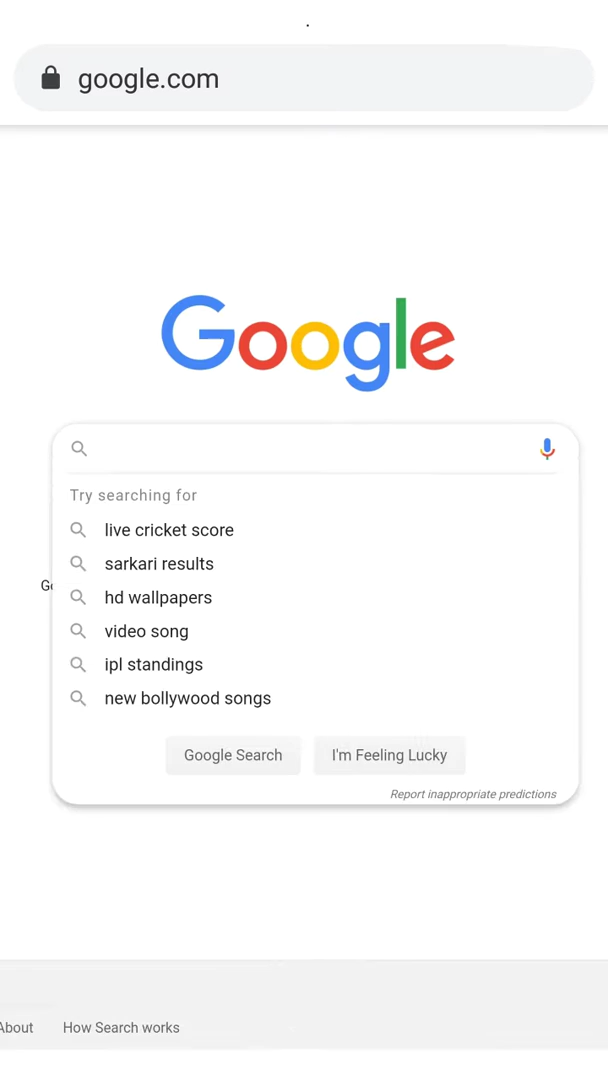 google.com
Google
Try searching for
live cricket score
sarkari results
hd wallpapers
video song
ipl standings
new bollywood songs
Google Search
I'm Feeling Lucky
Report inappropriate predictions
About
How Search works